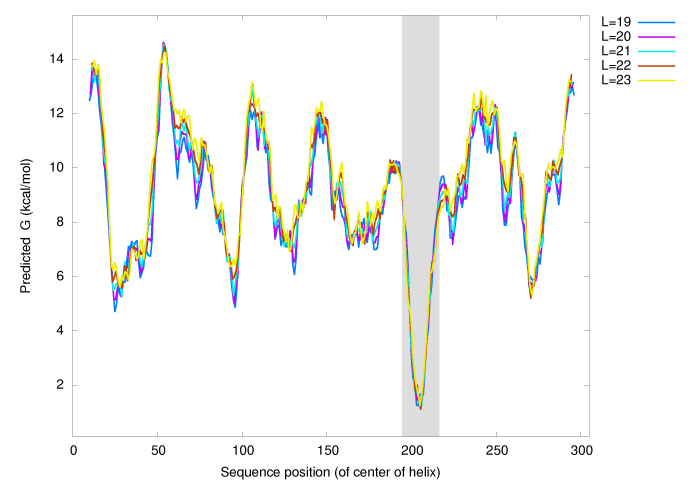 L=19
L=20
L=21
L=22
L=23
14
12
10
8
6
4
2
0
50
100
150
200
250
300
Predicted G (kcal/mol)
Sequence position (of center of helix)